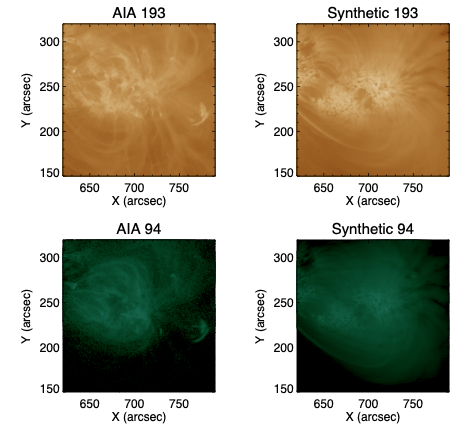 AIA 193
Synthetic 193
300
250
200
150
Y (arcsec)
650
700
750
X (arcsec)
300
250
200
150
Y (arcsec)
650
700
750
X (arcsec)
AIA 94
Synthetic 94
300
250
200
150
Y (arcsec)
650
700
750
X (arcsec)
300
250
200
150
Y (arcsec)
650
700
750
X (arcsec)